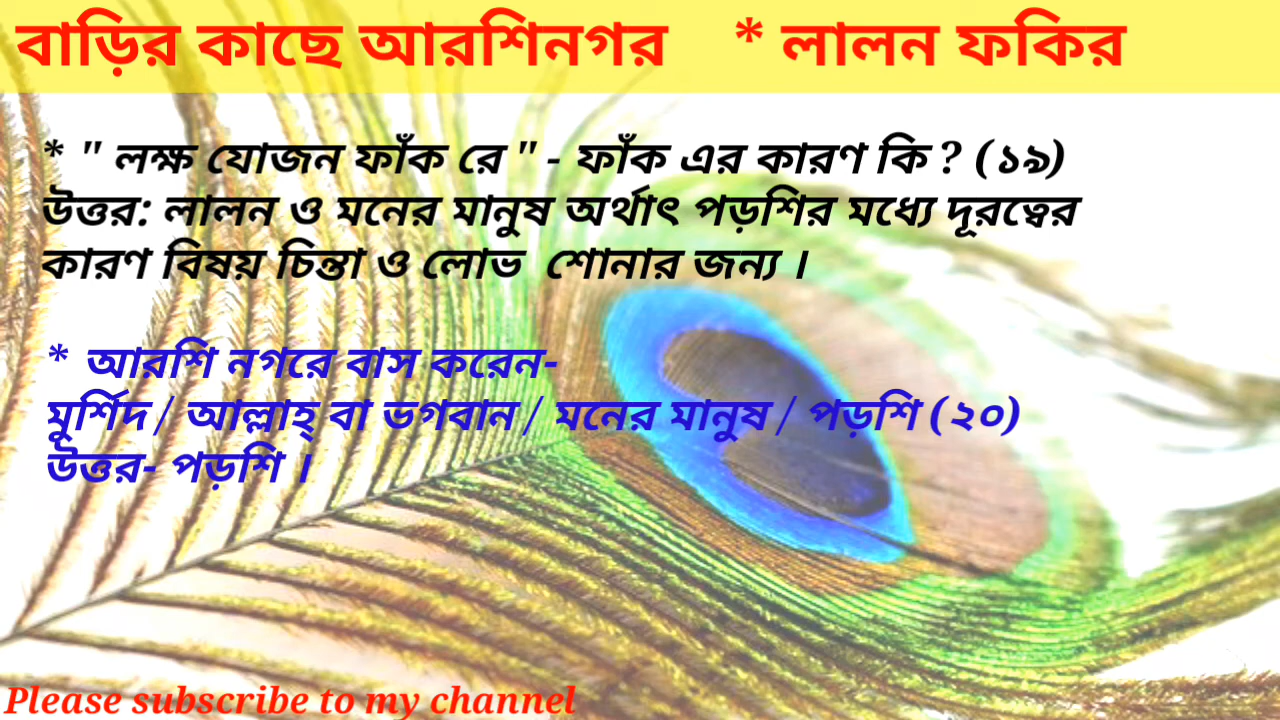 বাড়ির কাছে আরশিনগর * লালন ফকির
* " লক্ষ যোজন ফাঁক রে " - ফাঁক এর কারণ কি ? (১৯)
উত্তর: লালন ও মনের মানুষ অর্থাৎ পড়শির মধ্যে দূরত্বের
কারণ বিষয় চিন্তা ও লোভ শোনার জন্য ।
* আরশি নগরে বাস করেন-
মুর্শিদ / আল্লাহ্ বা ভগবান / মনের মানুষ / পড়শি (২০)
উত্তর- পড়শি ।
Please subscribe to my channel